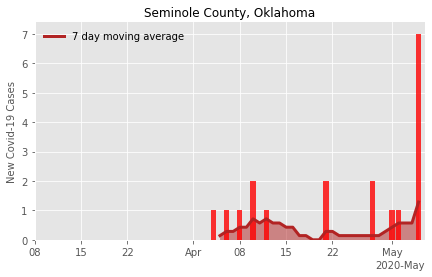 Seminole County, Oklahoma
7 day moving average
New Covid-19 Cases
7
6
5
4
3
2
1
0
08 15 22 Apr 08 15 22 May
2020-May